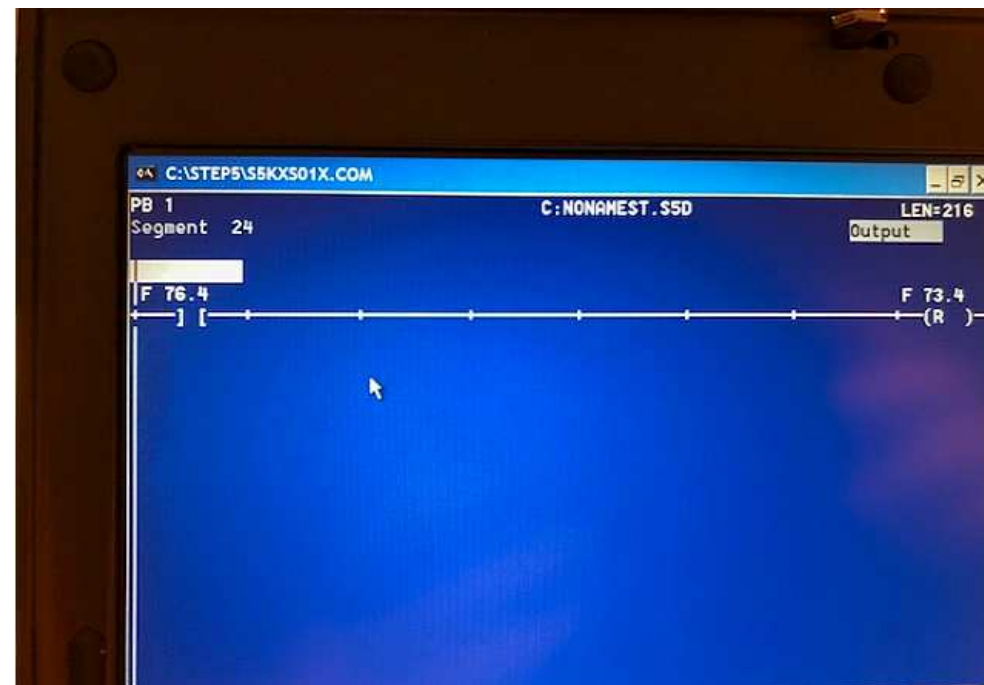 C:\STEP5\S5KXS01X.COM
PB 1 C:NONAMEST.S5D LEN=216
Segment 24 Output
F 76.4 F 73.4
] [ (R )